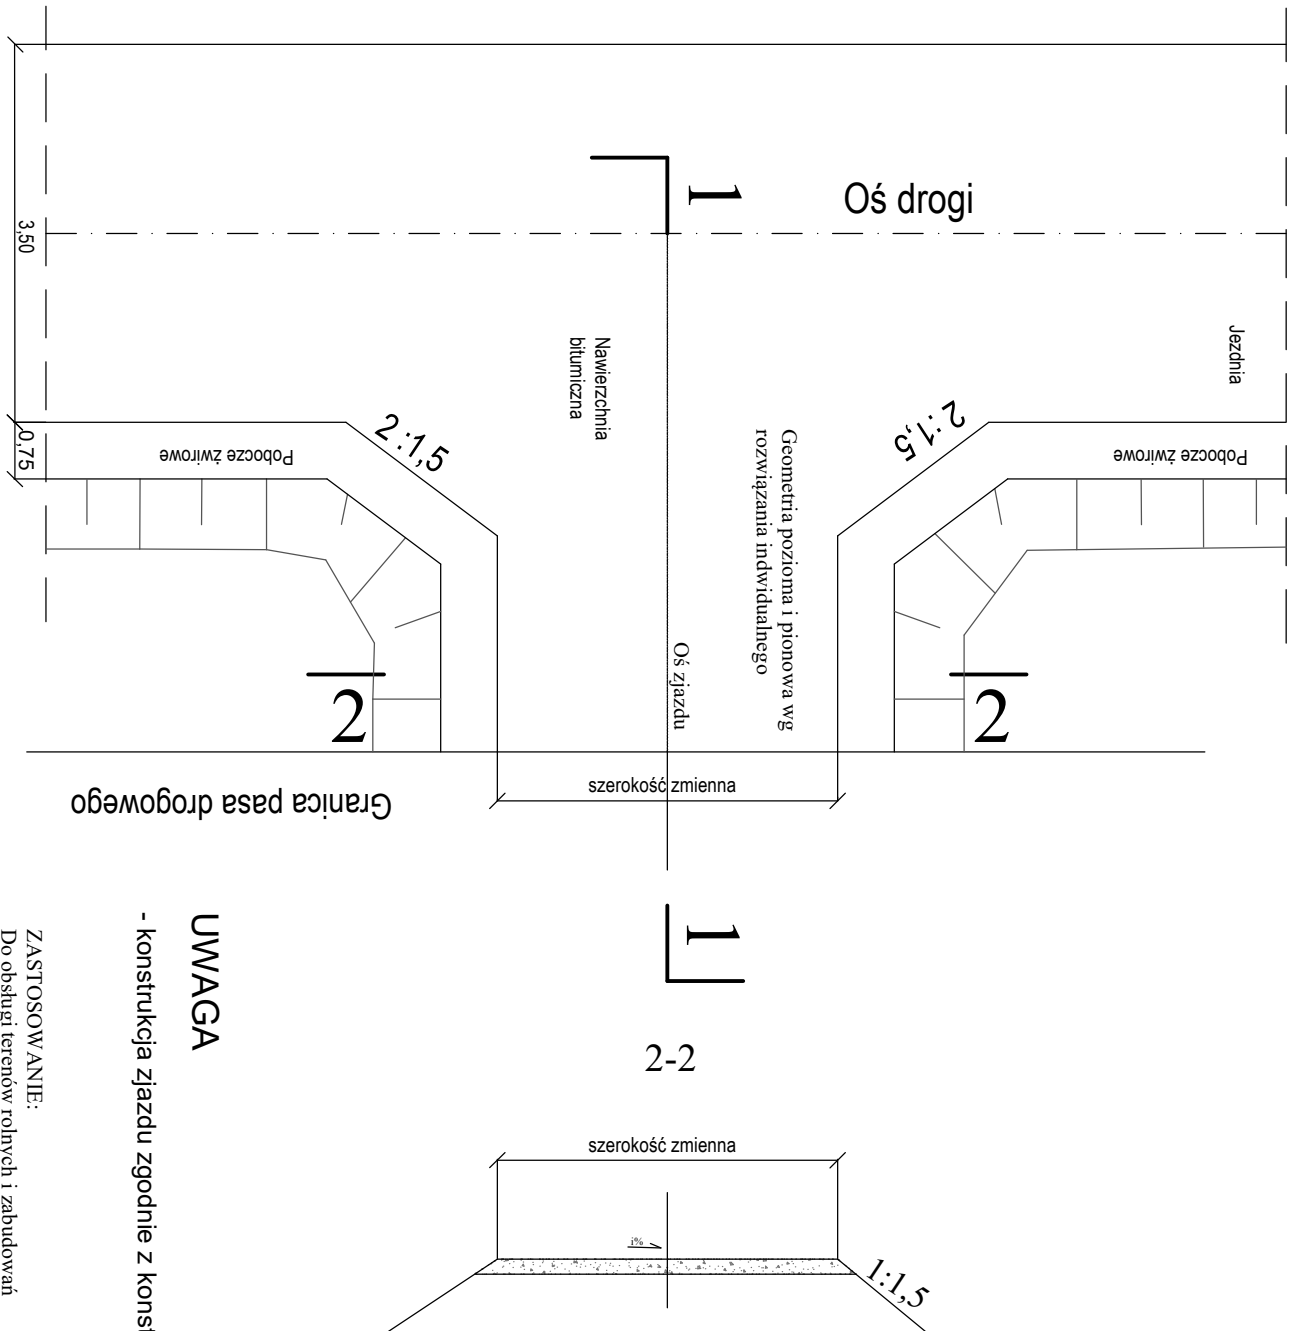 1
Oś drogi
3,50
Jezdnia
Nawierzchnia
bitumiczna
2 :1,5
2 :1,5
Geometria pozioma i pionowa wg
rozwiązania indwidualnego
0,75
Pobocze żwirowe
Pobocze żwirowe
Oś zjazdu
2
2
szerokość zmienna
Granica pasa drogowego
1
UWAGA
- konstrukcja zjazdu zgodnie z konst
ZASTOSOWANIE:
Do obsługi terenów rolnych i zabudowań
2-2
szerokość zmienna
i%
1:1,5